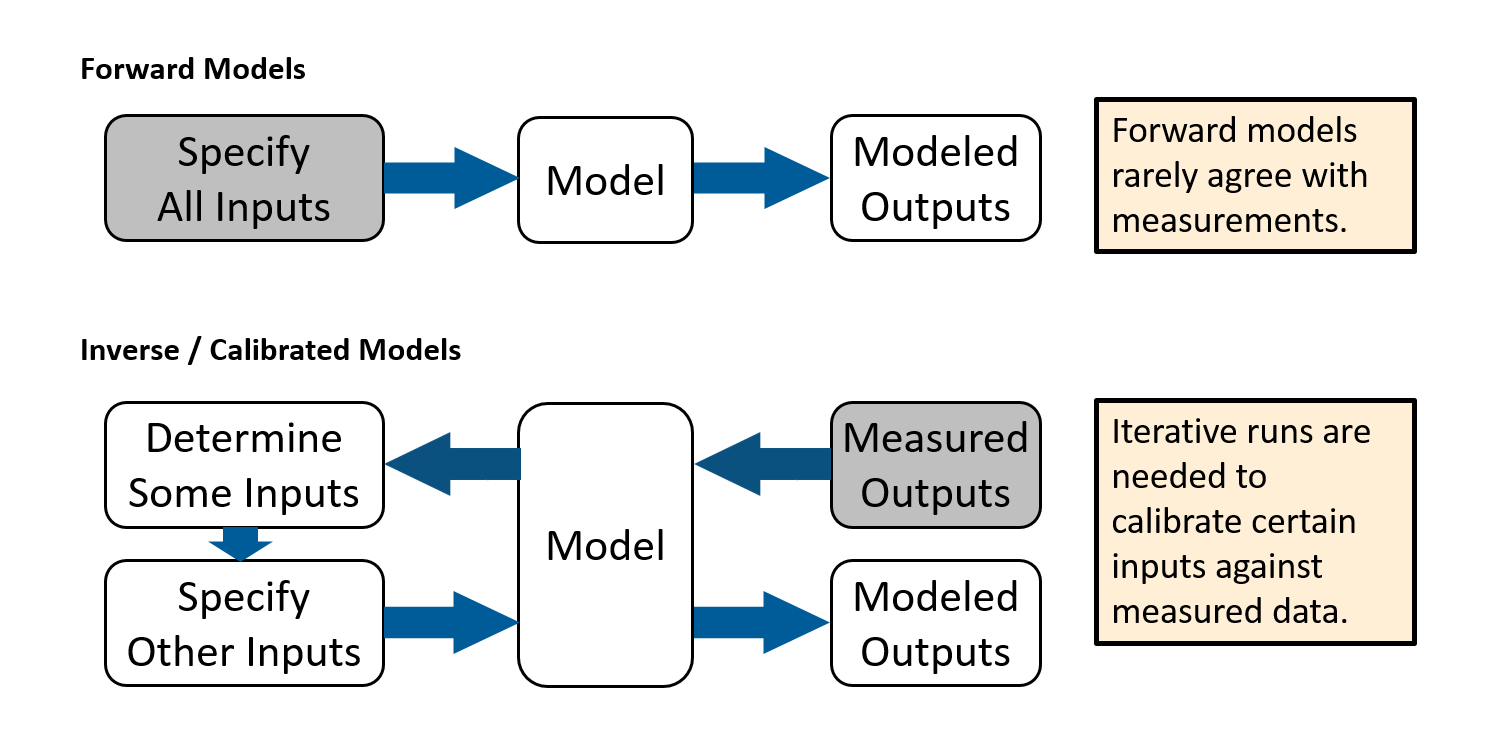 Forward Models
Specify
All Inputs
Model
Modeled
Outputs
Forward models
rarely agree with
measurements.
Inverse / Calibrated Models
Determine
Some Inputs
Specify
Other Inputs
Model
Measured
Outputs
Modeled
Outputs
Iterative runs are
needed to
calibrate certain
inputs against
measured data.